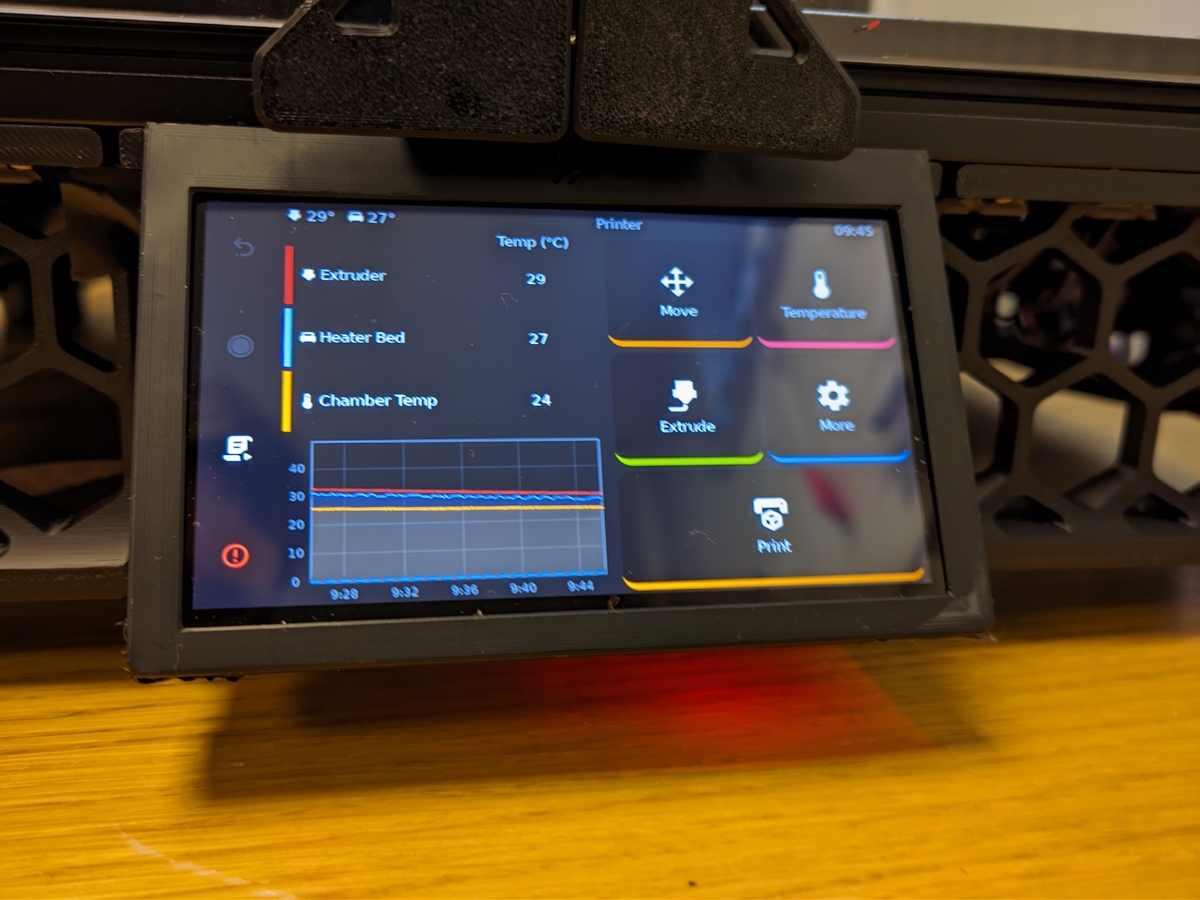 29° 27° Printer 09:45
Temp (°C)
Extruder 29
Heater Bed 27
Chamber Temp 24
Move
Temperature
Extrude
More
Print
40
30
20
10
0
9:28 9:32 9:36 9:40 9:44